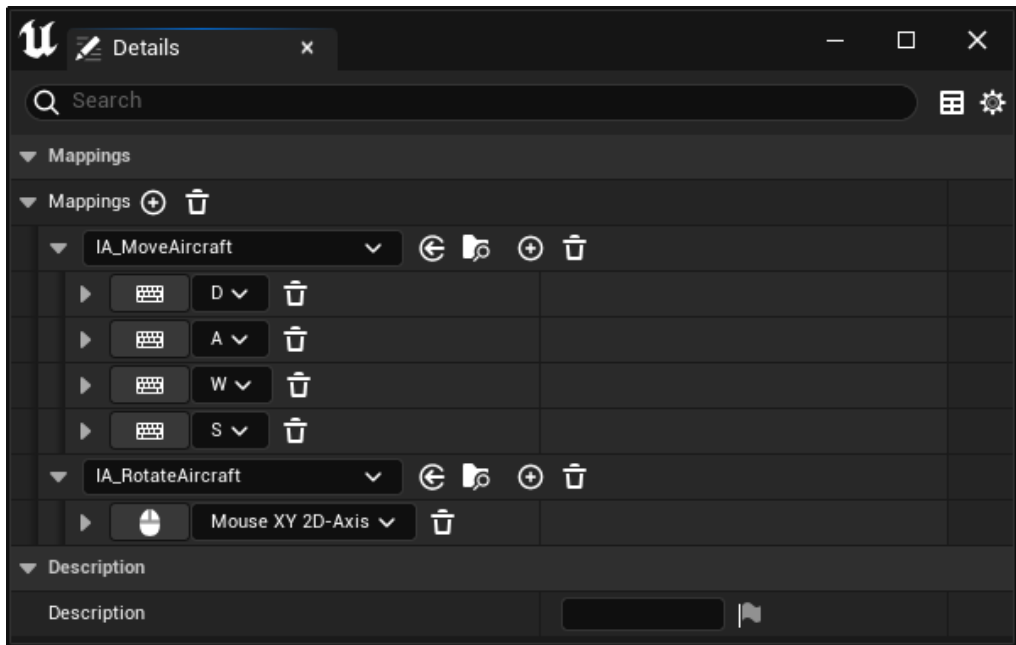 Details
Search
Mappings
Mappings
IA_MoveAircraft
D
A
W
S
IA_RotateAircraft
Mouse XY 2D-Axis
Description
Description